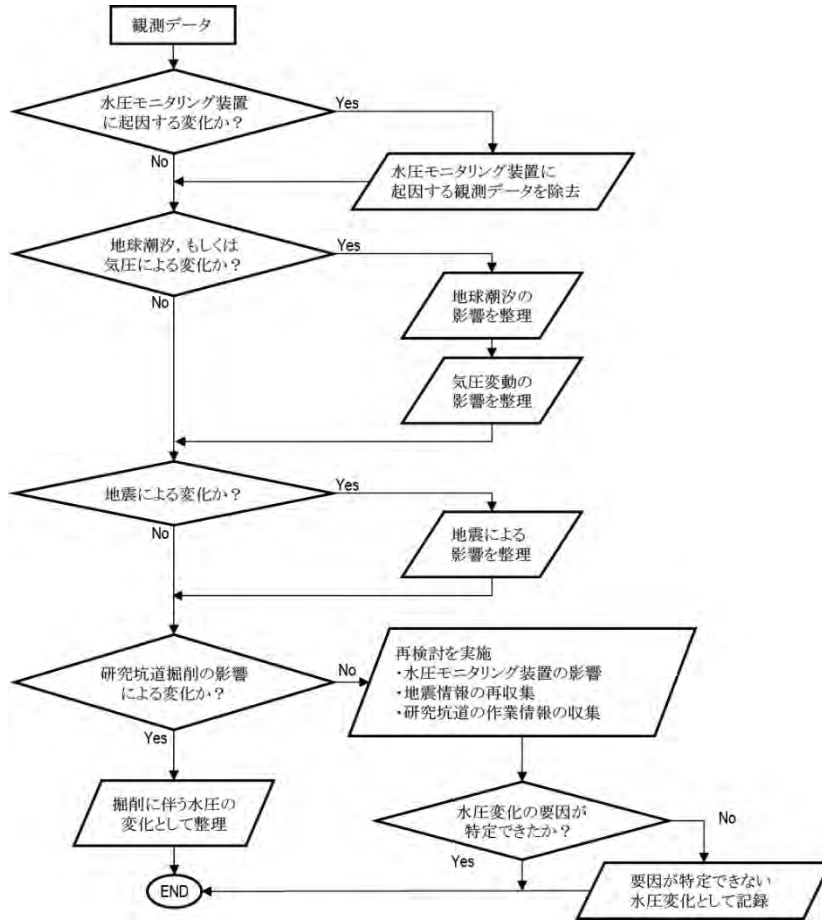 観測データ
水圧モニタリング装置
に起因する変化か？
Yes
No
水圧モニタリング装置に
起因する観測データを除去
地球潮汐，もしくは
気圧による変化か？
Yes
No
地球潮汐の
影響を整理
気圧変動の
影響を整理
地震による変化か？
Yes
No
地震による
影響を整理
研究坑道掘削の影響
による変化か？
No
Yes
再検討を実施
・水圧モニタリング装置の影響
・地震情報の再収集
・研究坑道の作業情報の収集
掘削に伴う水圧の
変化として整理
水圧変化の要因が
特定できたか？
No
Yes
END
要因が特定できない
水圧変化として記録